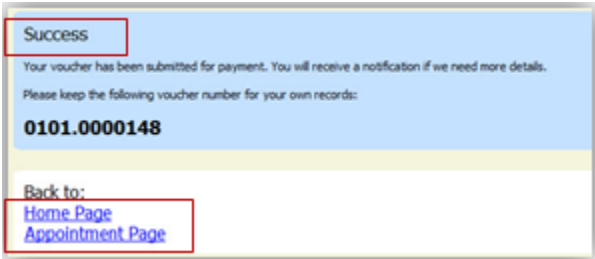 Success
Your voucher has been submitted for payment. You will receive a notification if we need more details.
Please keep the following voucher number for your own records:
0101.0000148
Back to:
Home Page
Appointment Page